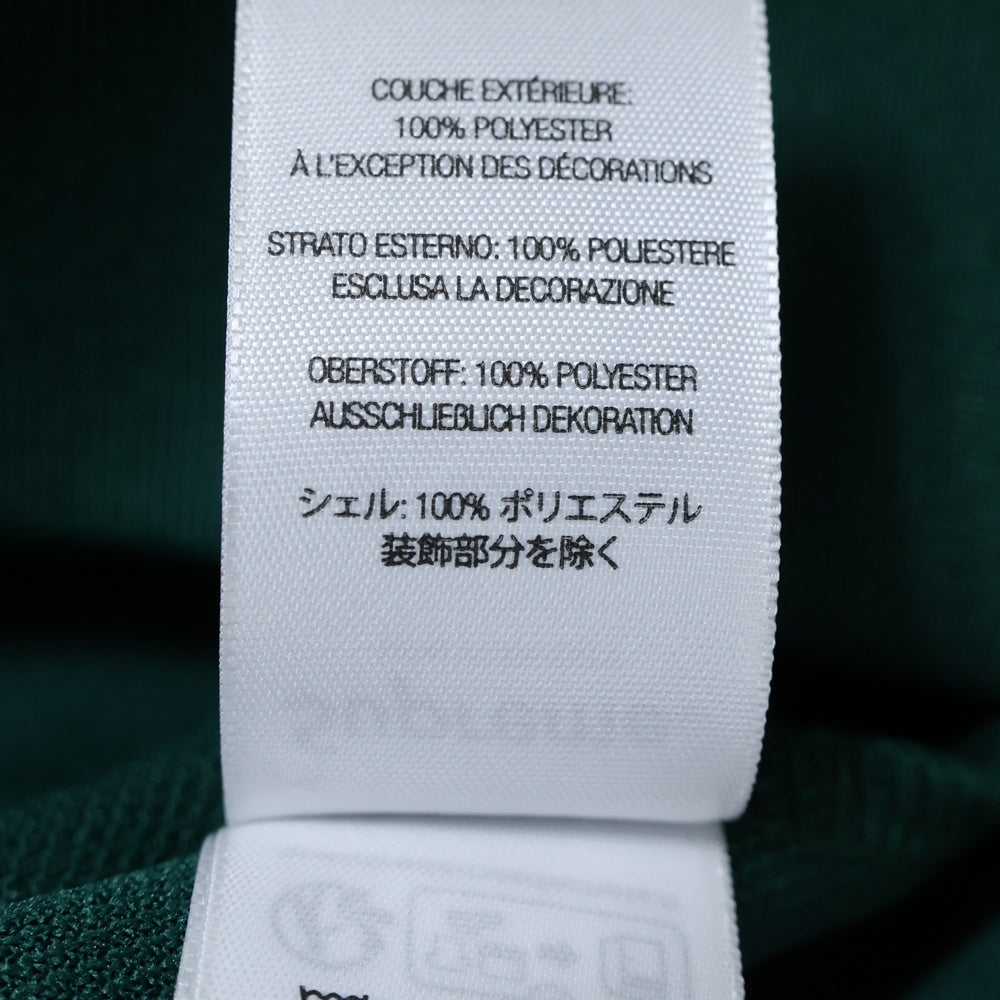 COUCHE EXTÉRIEURE:
100% POLYESTER
À L'EXCEPTION DES DÉCORATIONS
STRATO ESTERNO: 100% POLIESTERE
ESCLUSA LA DECORAZIONE
OBERSTOFF: 100% POLYESTER
AUSSCHLIEßLICH DEKORATION
シェル: 100% ポリエステル
装飾部分を除く